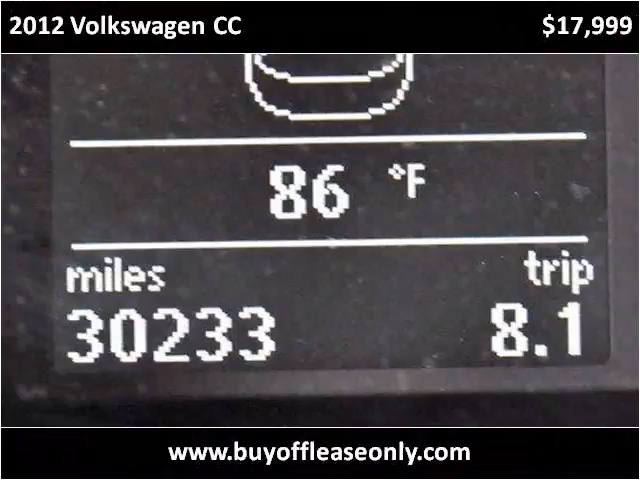 2012 Volkswagen CC $17,999
86 °F
miles trip
30233 8.1
www.buyoffleaseonly.com